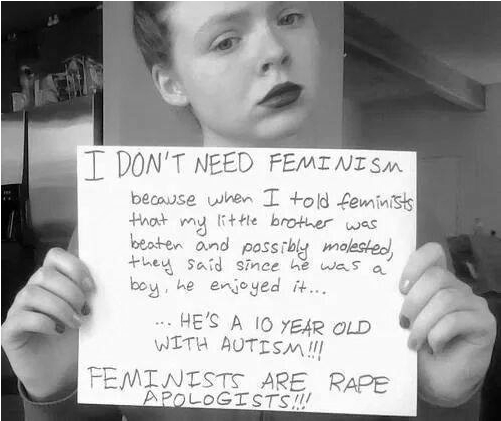 I DON'T NEED FEMINISM
because when I told feminists
that my little brother was
beaten and possibly molested,
they said since he was a
boy, he enjoyed it...
... HE'S A 10 YEAR OLD
WITH AUTISM!!!
FEMINISTS ARE RAPE
APOLOGISTS!!!